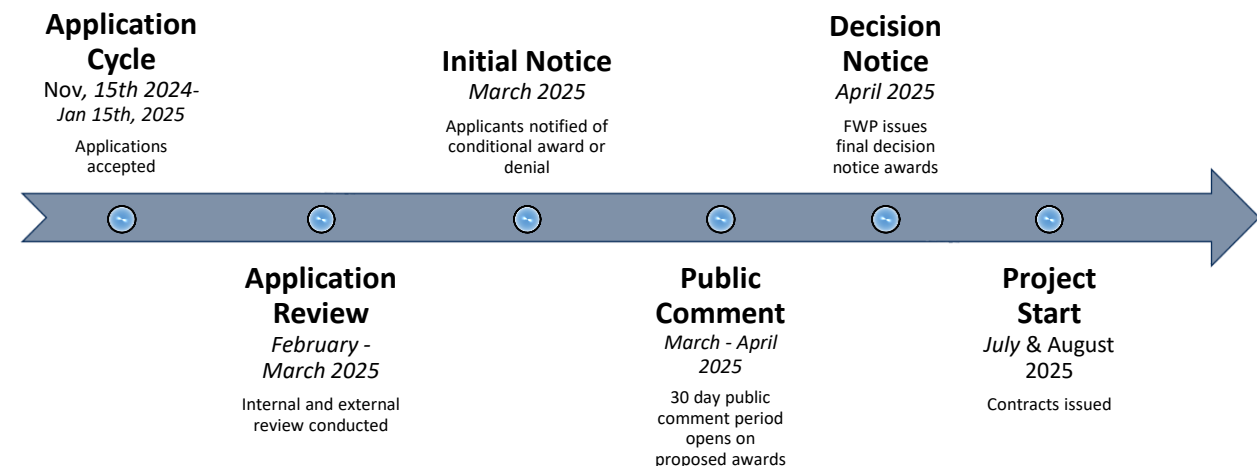 Application
Cycle
Nov, 15th 2024-
Jan 15th, 2025
Applications
accepted
Application
Review
February -
March 2025
Internal and external
review conducted
Initial Notice
March 2025
Applicants notified of
conditional award or
denial
Public
Comment
March - April
2025
30 day public
comment period
opens on
proposed awards
Decision
Notice
April 2025
FWP issues
final decision
notice awards
Project
Start
July & August
2025
Contracts issued